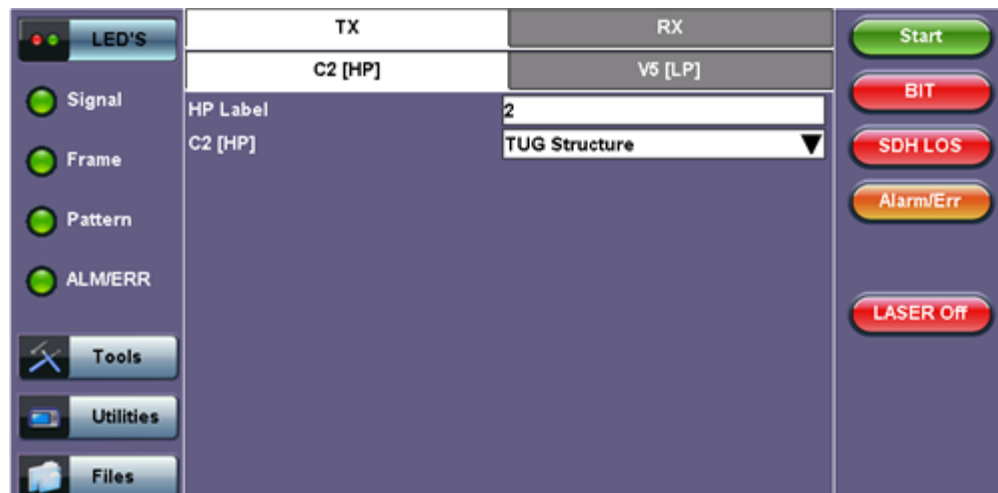 LED'S
Signal
Frame
Pattern
ALM/ERR
Tools
Utilities
Files
TX RX
C2 [HP] V5 [LP]
HP Label 2
C2 [HP] TUG Structure
Start
BIT
SDH LOS
Alarm/Err
LASER Off